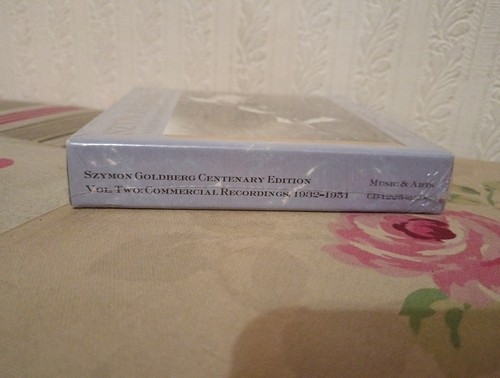 Szymon Goldberg Centenary Edition
Vol. Two: Commercial Recordings, 1932–1951
Music & Arts